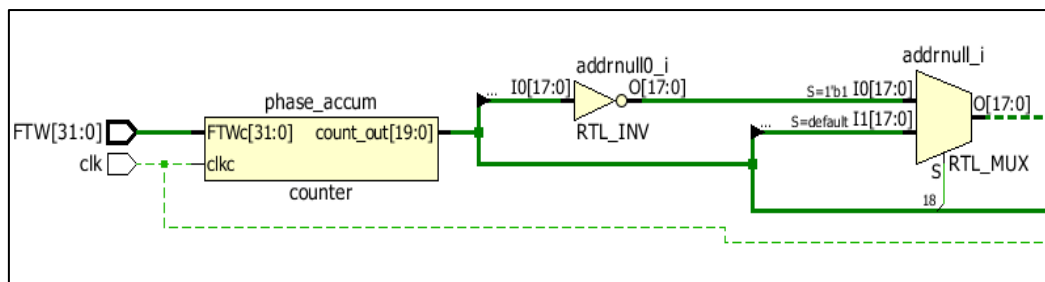 addrnull_i
addrnull0_i
I0[17:0]
O[17:0]
S=1'b1 I0[17:0]
O[17:0]
phase_accum
...
...
FTW[31:0]
FTWc[31:0]
count_out[19:0]
RTL_INV
S=default I1[17:0]
clk
clkc
S
RTL_MUX
counter
18